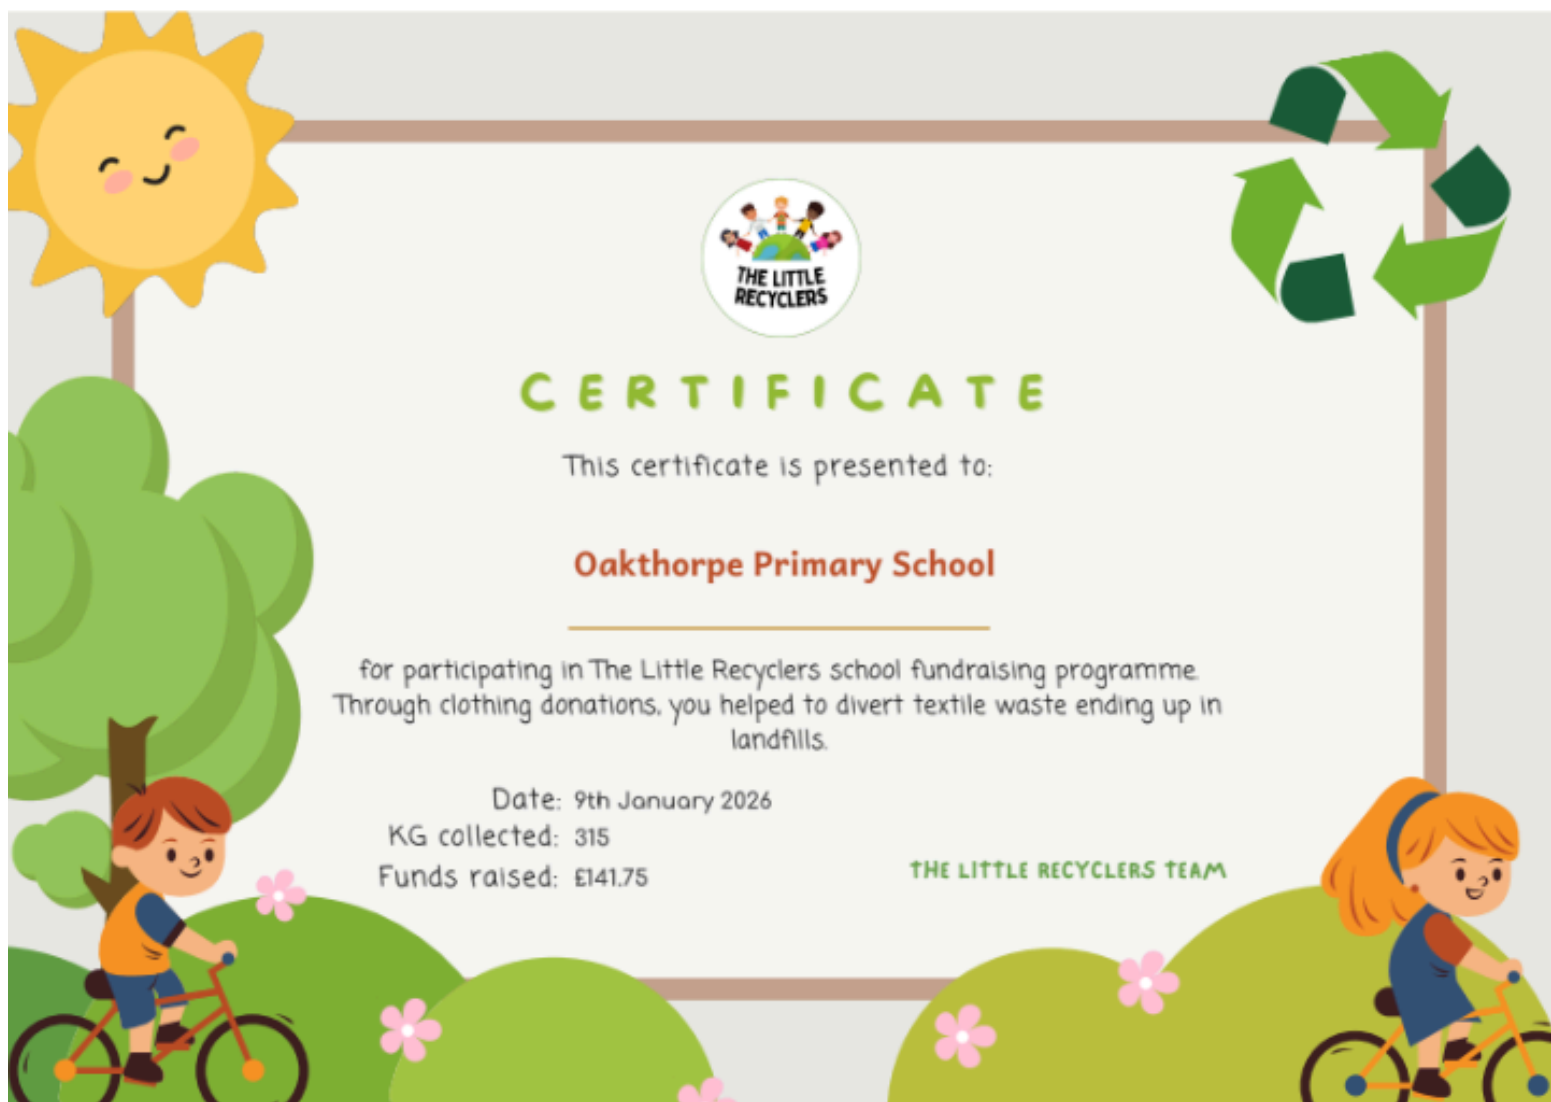 THE LITTLE
RECYCLERS
CERTIFICATE
This certificate is presented to:
Oakthorpe Primary School
for participating in The Little Recyclers school fundraising programme.
Through clothing donations, you helped to divert textile waste ending up in
landfills.
Date: 9th January 2026
KG collected: 315
Funds raised: £141.75
THE LITTLE RECYCLERS TEAM